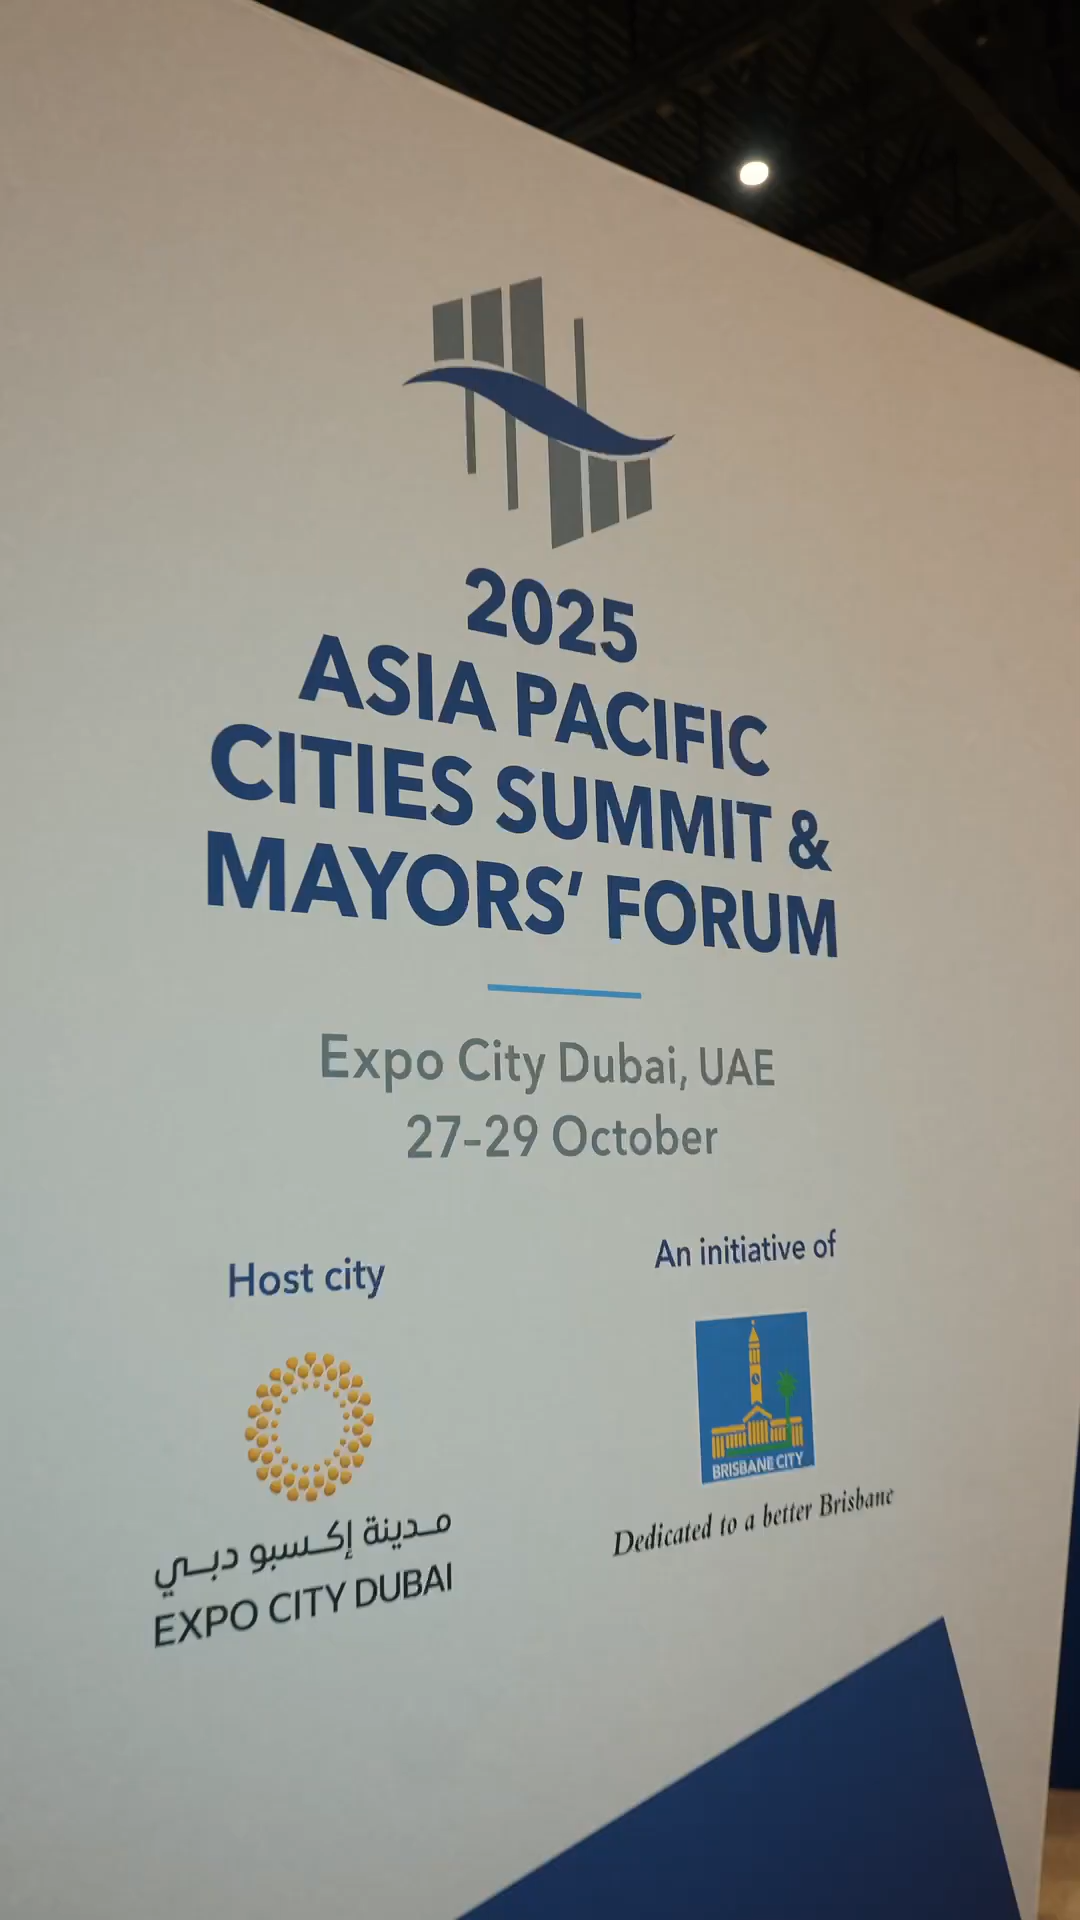 2025
ASIA PACIFIC
CITIES SUMMIT &
MAYORS’ FORUM
Expo City Dubai, UAE
27-29 October
Host city
مدينة إكسبو دبي
EXPO CITY DUBAI
An initiative of
BRISBANE CITY
Dedicated to a better Brisbane